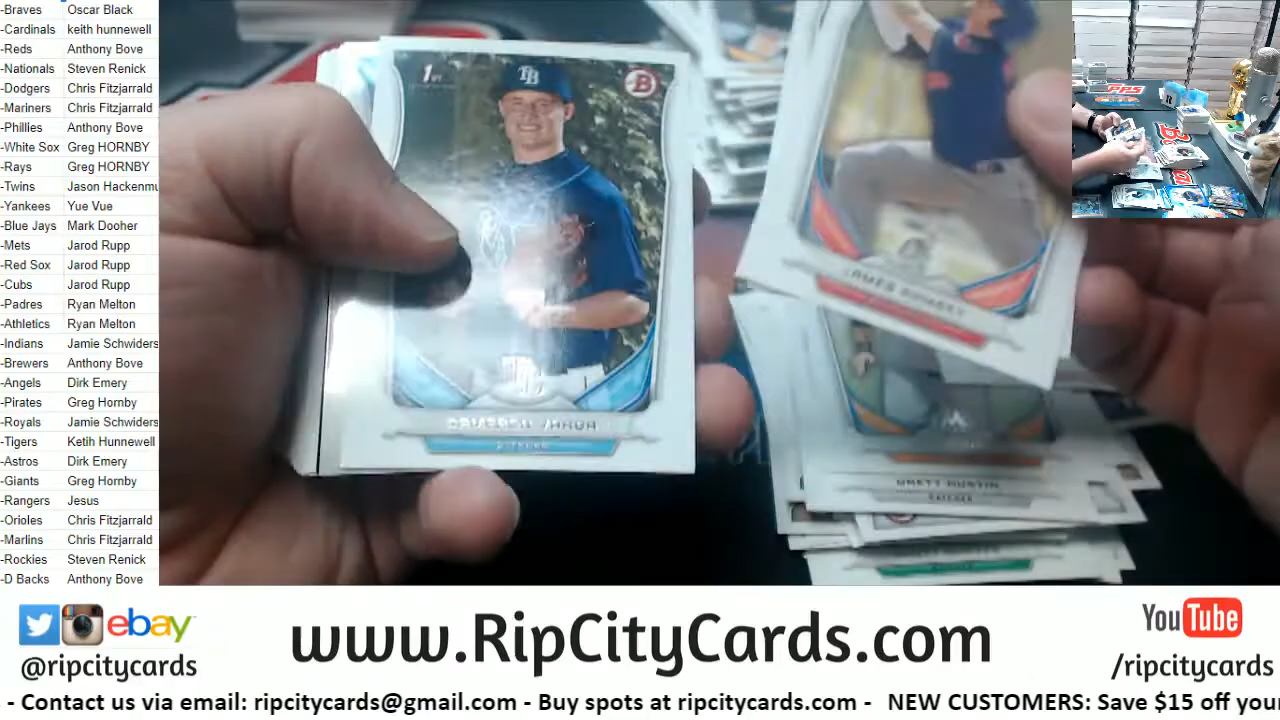 -Braves Oscar Black
-Cardinals keith hunnewell
-Reds Anthony Bove
-Nationals Steven Renick
-Dodgers Chris Fitzjarrald
-Mariners Chris Fitzjarrald
-Phillies Anthony Bove
-White Sox Greg HORNBY
-Rays Greg HORNBY
-Twins Jason Hackenmu
-Yankees Yue Vue
-Blue Jays Mark Dooher
-Mets Jarod Rupp
-Red Sox Jarod Rupp
-Cubs Jarod Rupp
-Padres Ryan Melton
-Athletics Ryan Melton
-Indians Jamie Schwiders
-Brewers Anthony Bove
-Angels Dirk Emery
-Pirates Greg Hornby
-Royals Jamie Schwiders
-Tigers Ketih Hunnewell
-Astros Dirk Emery
-Giants Greg Hornby
-Rangers Jesus
-Orioles Chris Fitzjarrald
-Marlins Chris Fitzjarrald
-Rockies Steven Renick
-D Backs Anthony Bove
1st
TB
B
BRETT AUSTIN
CATCHER
PPS
ebay
@ripcitycards
www.RipCityCards.com
YouTube
/ripcitycards
- Contact us via email: ripcitycards@gmail.com - Buy spots at ripcitycards.com - NEW CUSTOMERS: Save $15 off your